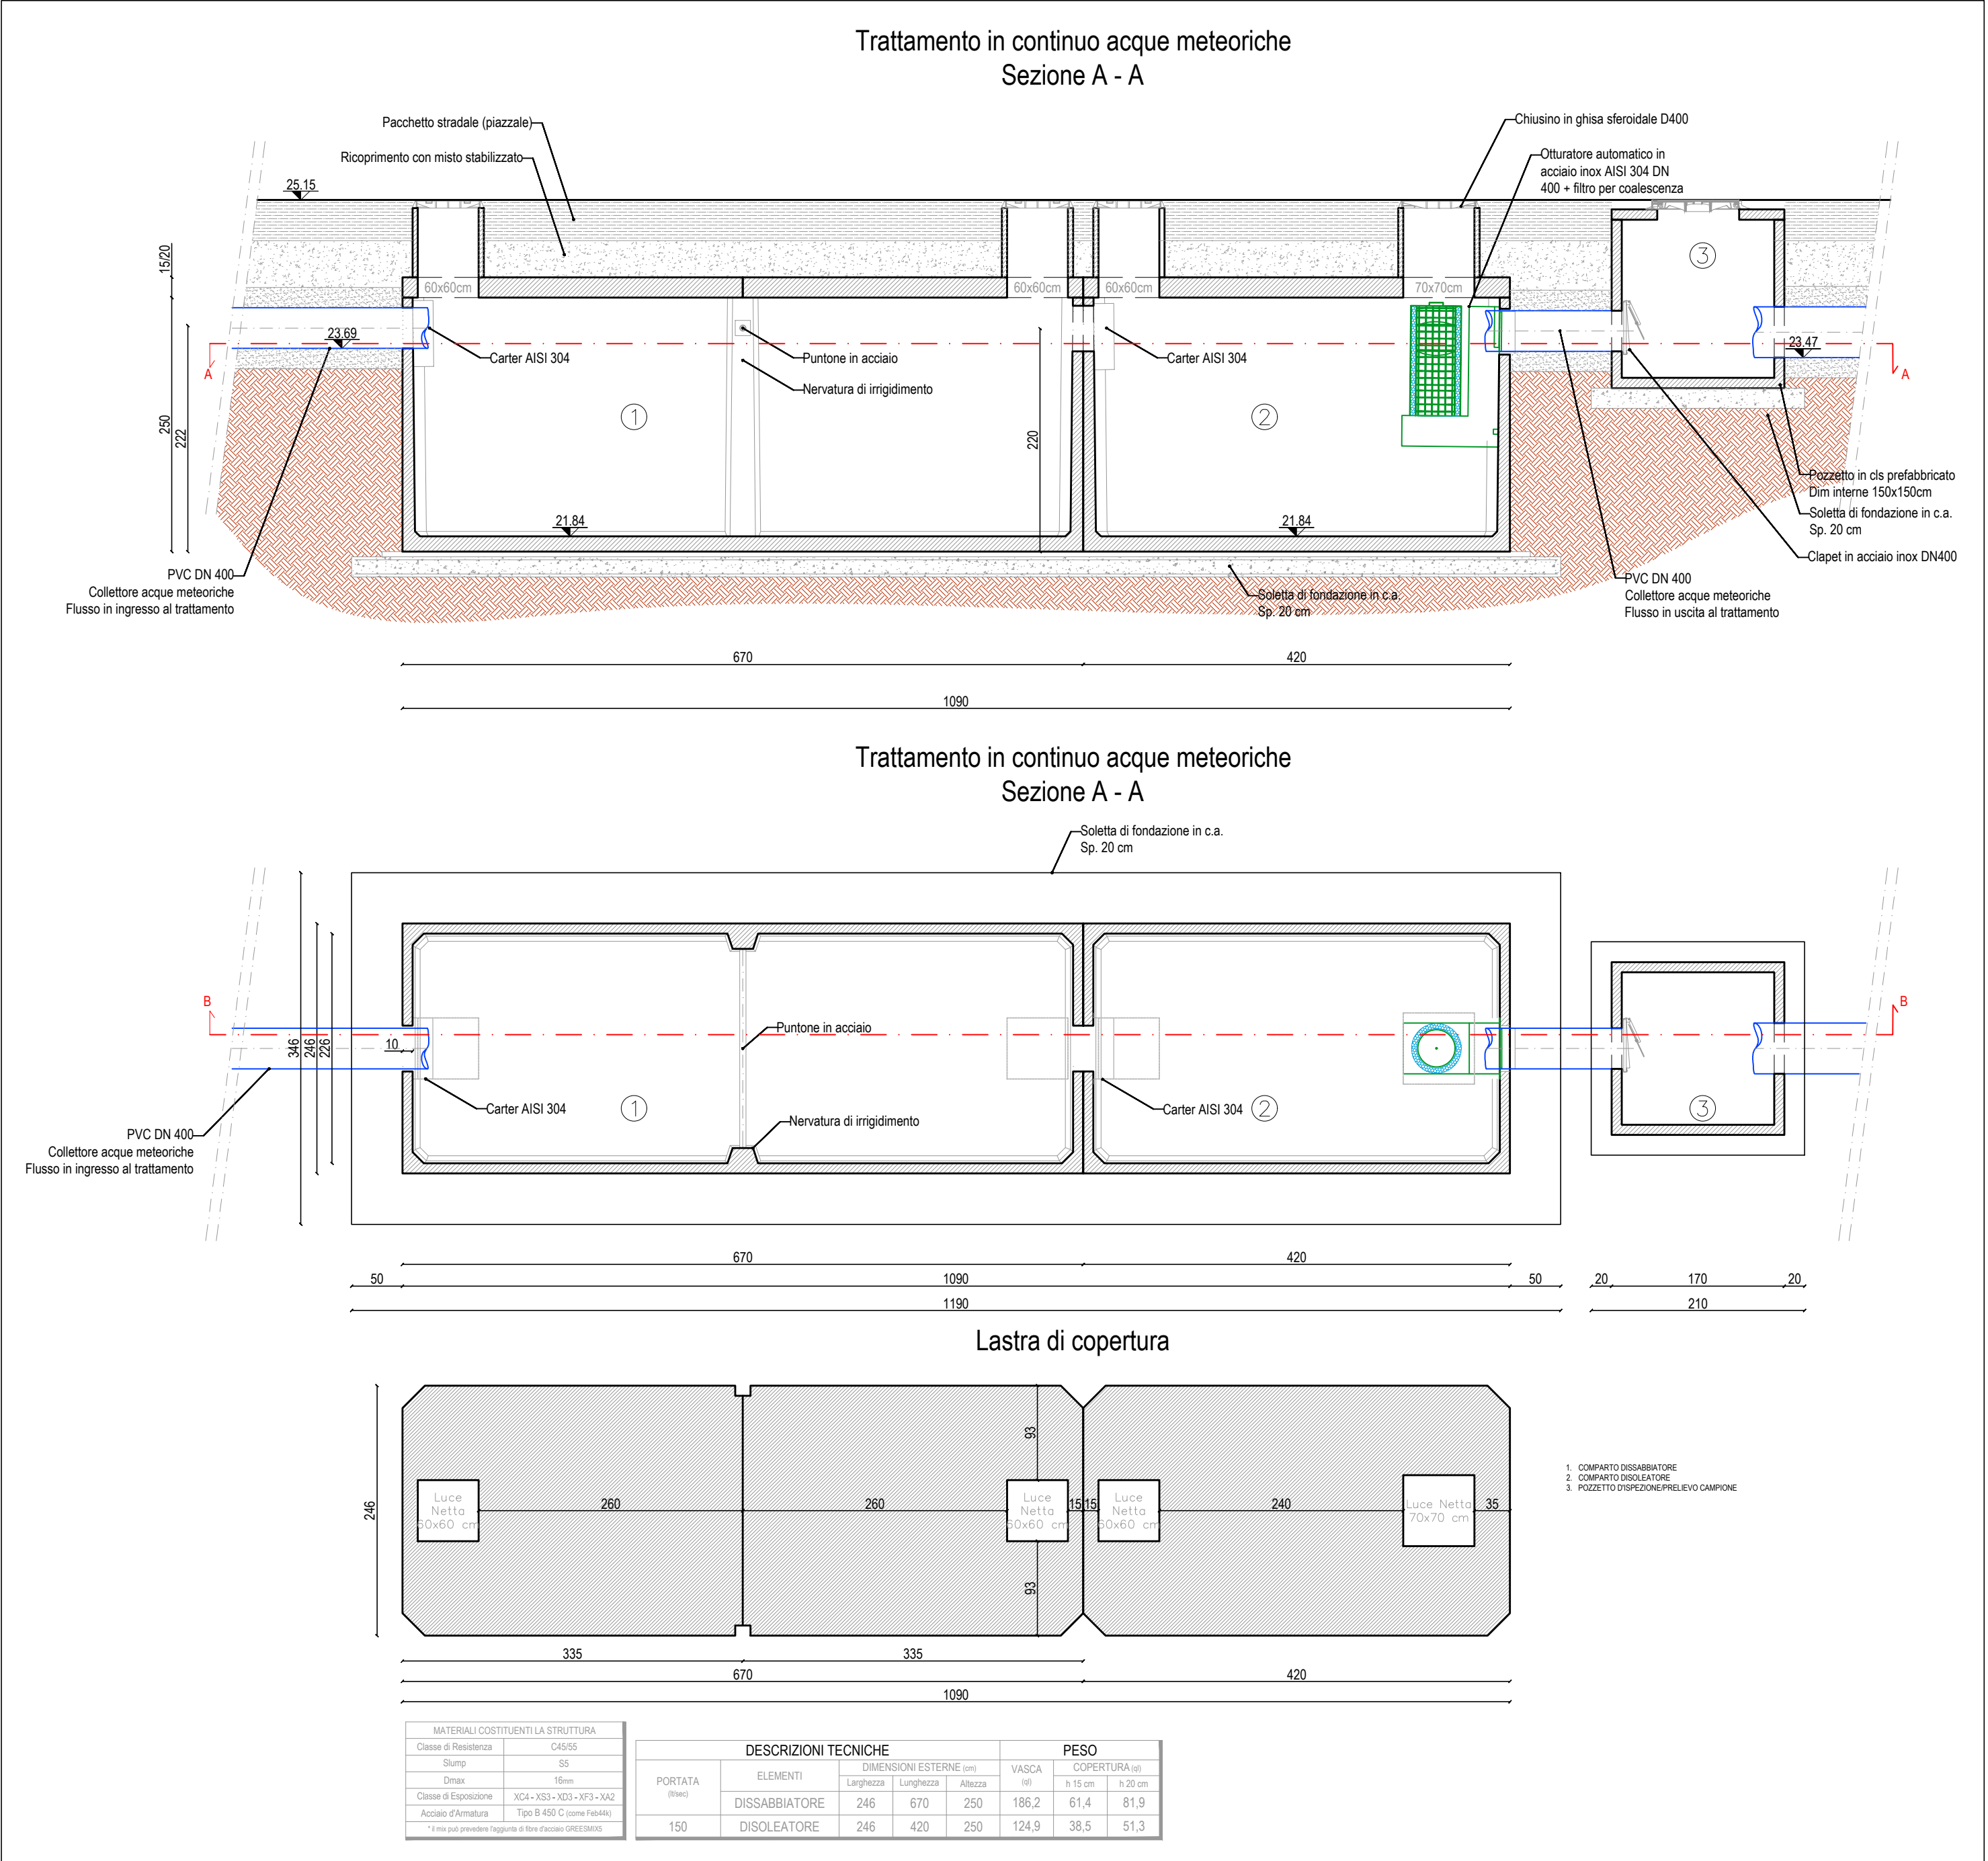 Trattamento in continuo acque meteoriche
Sezione A - A
Pacchetto stradale (piazzale)
Ricoprimento con misto stabilizzato
Chiusino in ghisa sferoidale D400
Otturatore automatico in
acciaio inox AISI 304 DN
400 + filtro per coalescenza
25.15
15/20
60x60cm
60x60cm
60x60cm
70x70cm
3
23.69
Carter AISI 304
Puntone in acciaio
Carter AISI 304
23.47
A
A
Nervatura di irrigidimento
250
222
1
220
2
21.84
21.84
Pozzetto in cls prefabbricato
Dim interne 150x150cm
Soletta di fondazione in c.a.
Sp. 20 cm
Clapet in acciaio inox DN400
PVC DN 400
Collettore acque meteoriche
Flusso in ingresso al trattamento
Soletta di fondazione in c.a.
Sp. 20 cm
PVC DN 400
Collettore acque meteoriche
Flusso in uscita al trattamento
670
420
1090
Trattamento in continuo acque meteoriche
Sezione A - A
Soletta di fondazione in c.a.
Sp. 20 cm
B
B
346
246
226
10
Puntone in acciaio
Carter AISI 304
1
Nervatura di irrigidimento
Carter AISI 304
2
3
PVC DN 400
Collettore acque meteoriche
Flusso in ingresso al trattamento
670
420
50
1090
50
20
170
20
1190
210
Lastra di copertura
246
93
93
Luce
Netta
60x60 cm
260
260
Luce
Netta
60x60 cm
15
15
Luce
Netta
60x60 cm
240
Luce Netta
70x70 cm
35
1. COMPARTO DISSABBIATORE
2. COMPARTO DISOLEATORE
3. POZZETTO D'ISPEZIONE/PRELIEVO CAMPIONE
335
335
670
420
1090
MATERIALI COSTITUENTI LA STRUTTURA
Classe di Resistenza C45/55
Slump S5
Dmax 16mm
Classe di Esposizione XC4 - XS3 - XD3 - XF3 - XA2
Acciaio d'Armatura Tipo B 450 C (come Feb44k)
* il mix può prevedere l'aggiunta di fibre d'acciaio GREESMIX5
DESCRIZIONI TECNICHE PESO
PORTATA (lt/sec) ELEMENTI DIMENSIONI ESTERNE (cm) VASCA (ql) COPERTURA (ql)
Larghezza Lunghezza Altezza h 15 cm h 20 cm
DISSABBIATORE 246 670 250 186,2 61,4 81,9
150 DISOLEATORE 246 420 250 124,9 38,5 51,3